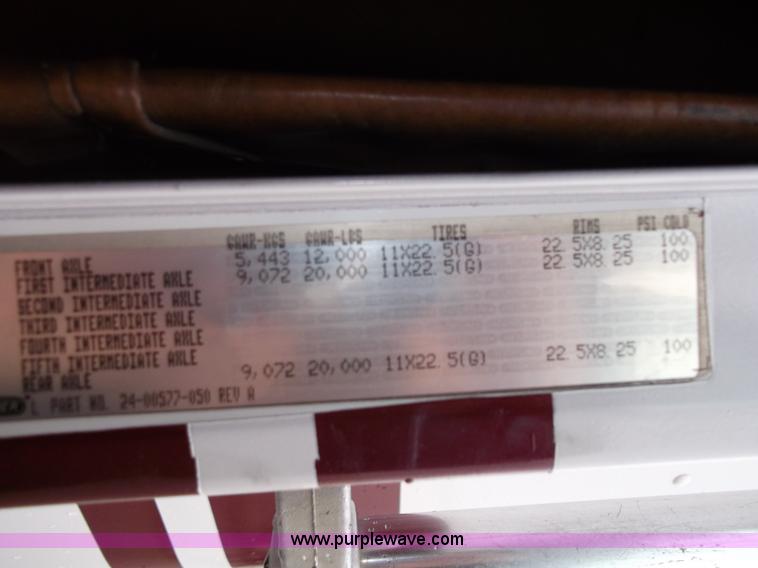 GAWR-KGS GAWR-LBS TIRES RIMS PSI COLD
FRONT AXLE 5,443 12,000 11X22.5(G) 22.5X8.25 100
FIRST INTERMEDIATE AXLE 9,072 20,000 11X22.5(G) 22.5X8.25 100
SECOND INTERMEDIATE AXLE
THIRD INTERMEDIATE AXLE
FOURTH INTERMEDIATE AXLE
FIFTH INTERMEDIATE AXLE
REAR AXLE 9,072 20,000 11X22.5(G) 22.5X8.25 100
PART NO. 24-00577-050 REV A
www.purplewave.com